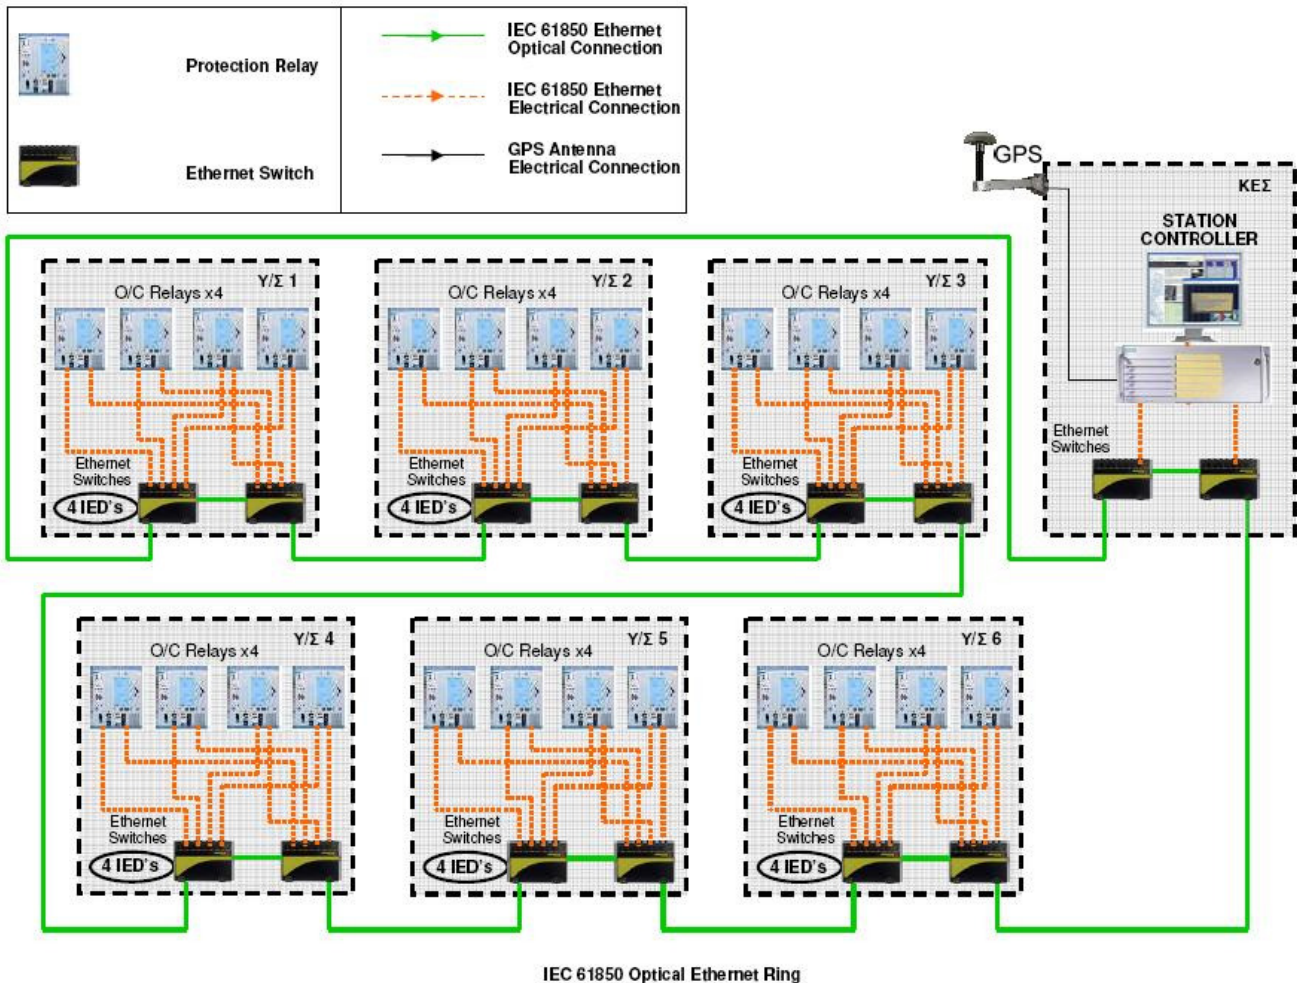 Protection Relay
Ethernet Switch
IEC 61850 Ethernet
Optical Connection
IEC 61850 Ethernet
Electrical Connection
GPS Antenna
Electrical Connection
GPS
ΚΕΣ
STATION
CONTROLLER
Ethernet
Switches
Υ/Σ 1
O/C Relays x4
Ethernet
Switches
4 IED's
Υ/Σ 2
O/C Relays x4
Ethernet
Switches
4 IED's
Υ/Σ 3
O/C Relays x4
Ethernet
Switches
4 IED's
Υ/Σ 4
O/C Relays x4
Ethernet
Switches
4 IED's
Υ/Σ 5
O/C Relays x4
Ethernet
Switches
4 IED's
Υ/Σ 6
O/C Relays x4
Ethernet
Switches
4 IED's
IEC 61850 Optical Ethernet Ring